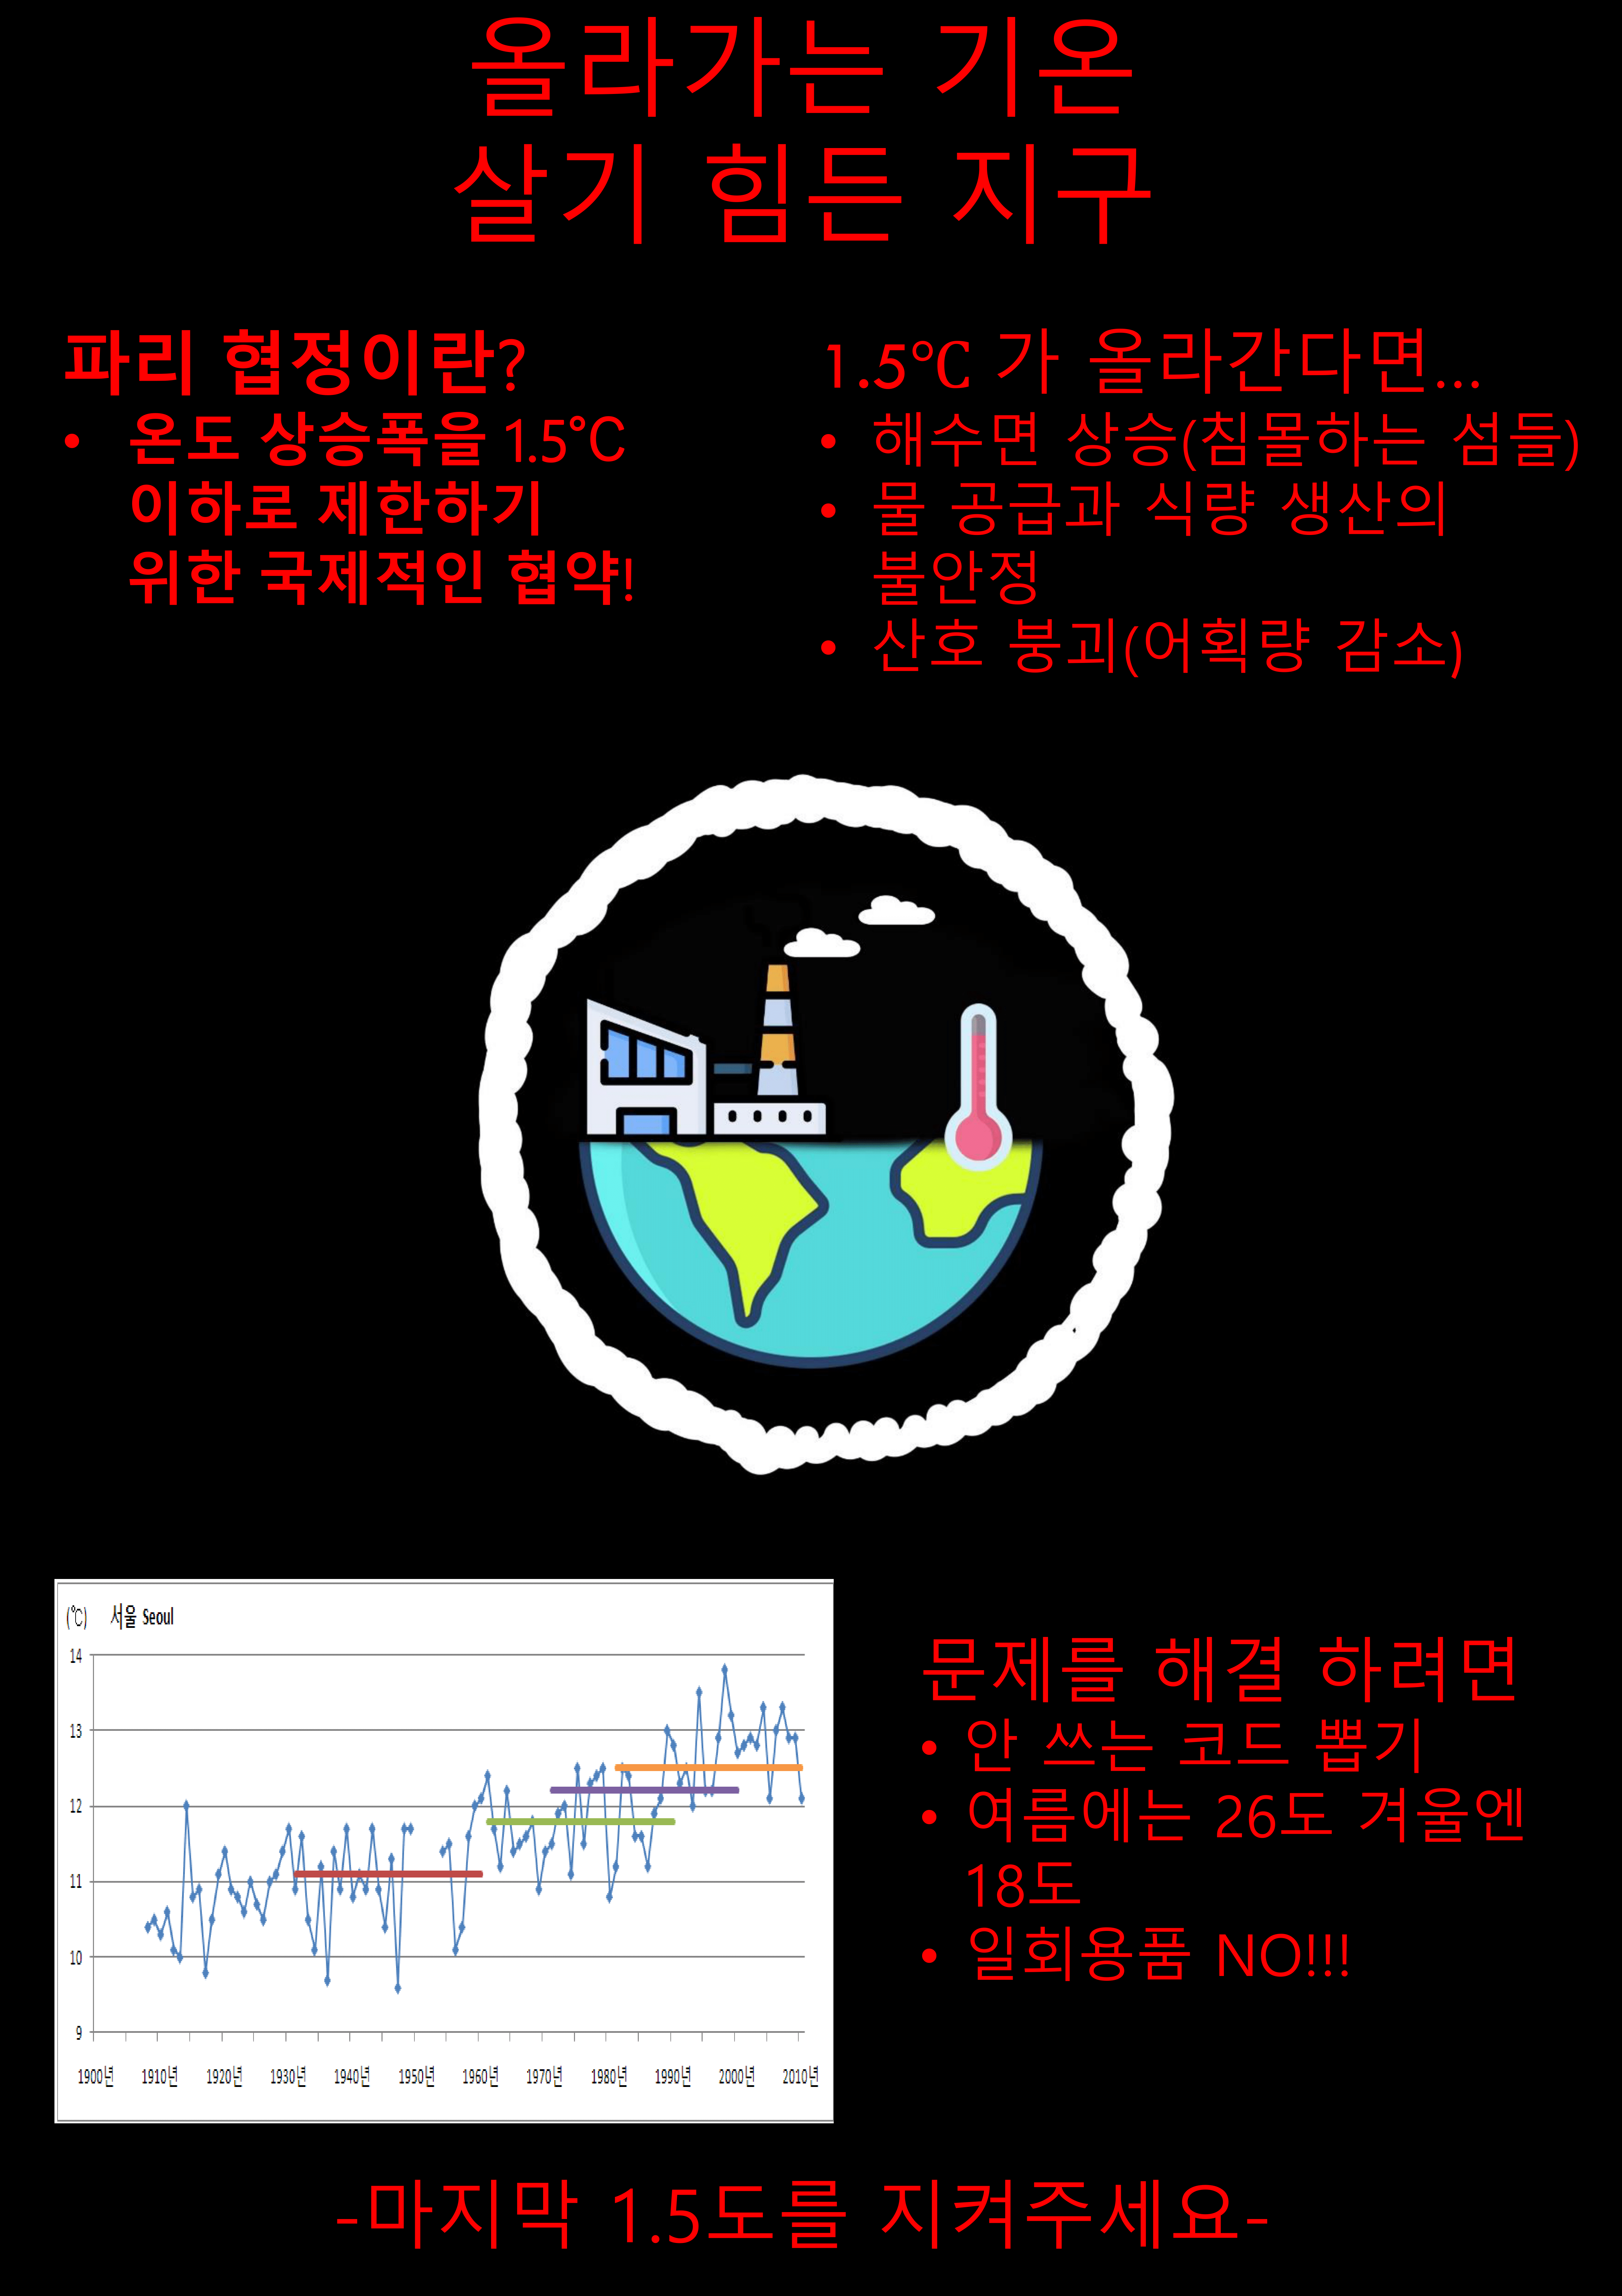 올라가는 기온
살기 힘든 지구
파리 협정이란?
• 온도 상승폭을 1.5°C
이하로 제한하기
위한 국제적인 협약!
1.5℃ 가 올라간다면…
• 해수면 상승(침몰하는 섬들)
• 물 공급과 식량 생산의
불안정
• 산호 붕괴(어획량 감소)
(℃) 서울 Seoul
14
13
12
11
10
9
1900년 1910년 1920년 1930년 1940년 1950년 1960년 1970년 1980년 1990년 2000년 2010년
문제를 해결 하려면
• 안 쓰는 코드 뽑기
• 여름에는 26도 겨울엔
18도
• 일회용품 NO!!!
-마지막 1.5도를 지켜주세요-